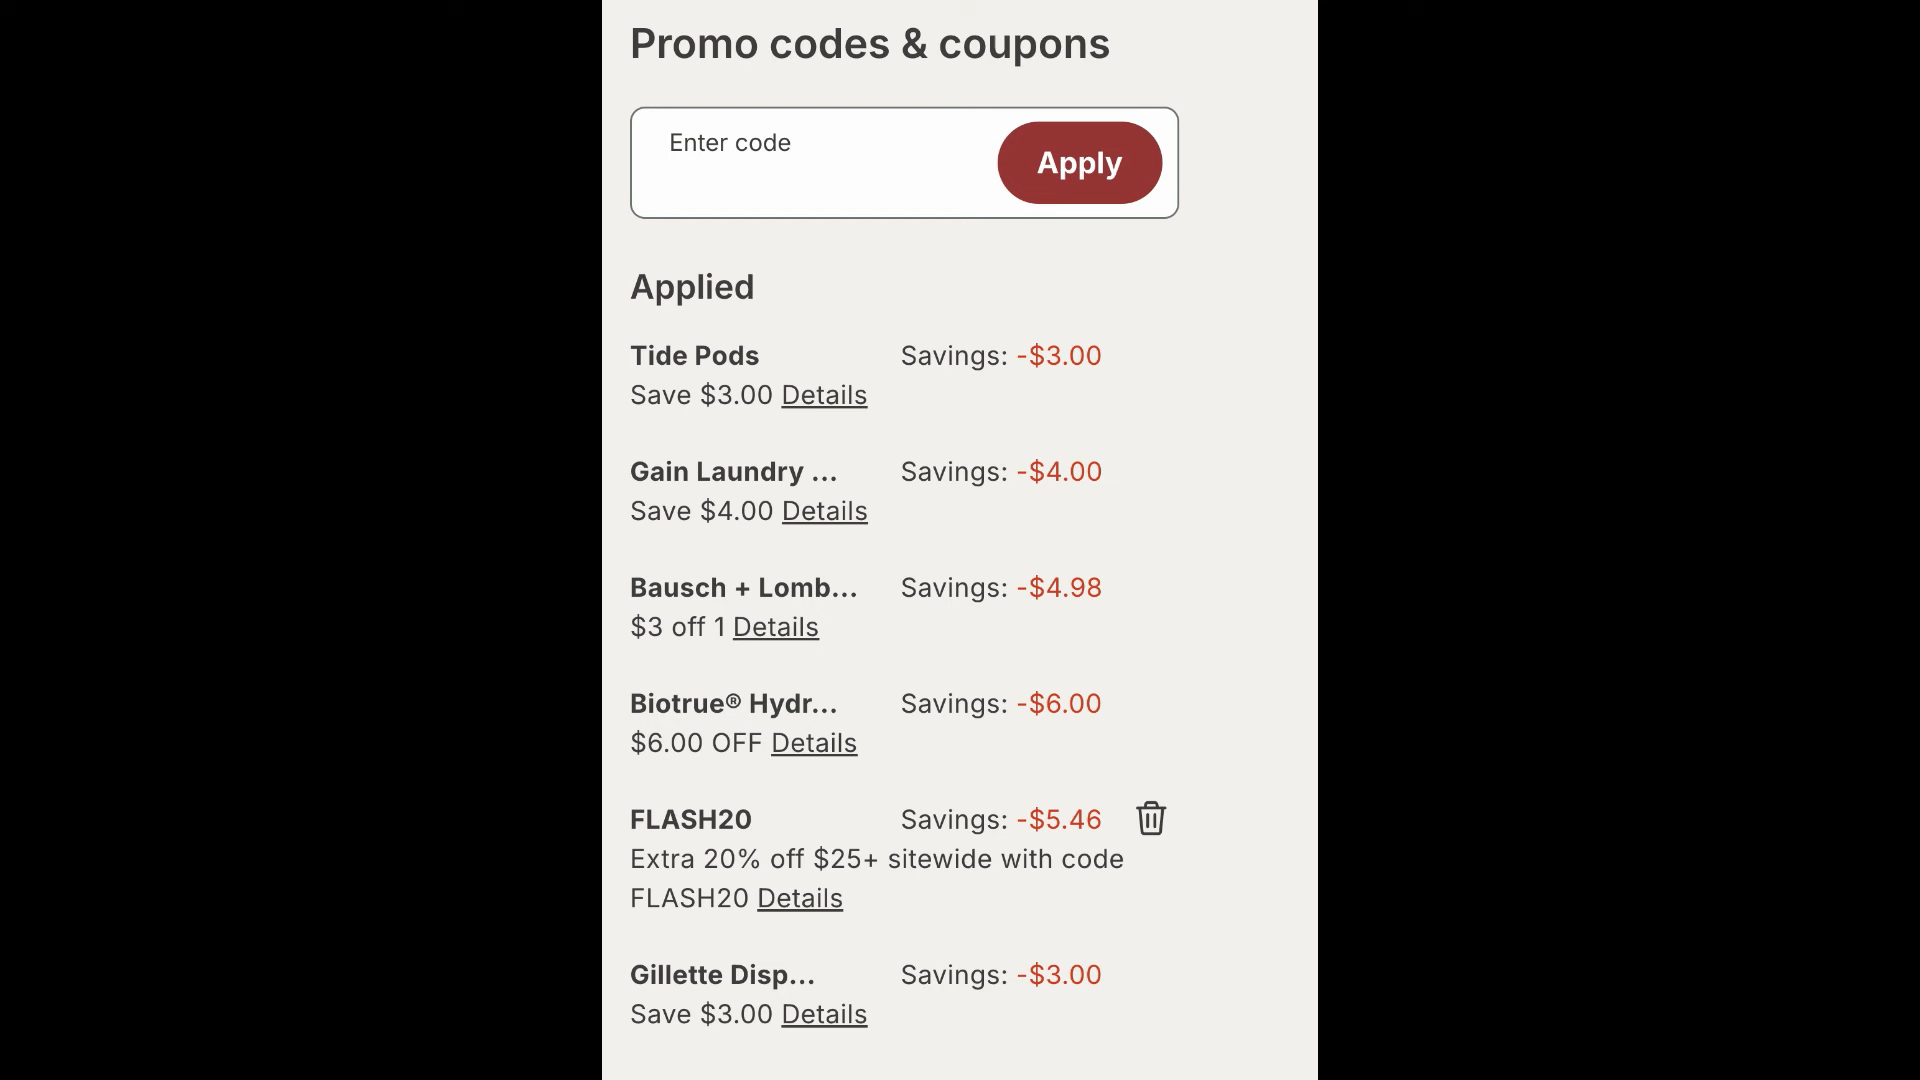 Promo codes & coupons
Enter code
Apply
Applied
Tide Pods Savings: -$3.00
Save $3.00 Details
Gain Laundry ... Savings: -$4.00
Save $4.00 Details
Bausch + Lomb... Savings: -$4.98
$3 off 1 Details
Biotrue® Hydr... Savings: -$6.00
$6.00 OFF Details
FLASH20 Savings: -$5.46
Extra 20% off $25+ sitewide with code
FLASH20 Details
Gillette Disp... Savings: -$3.00
Save $3.00 Details